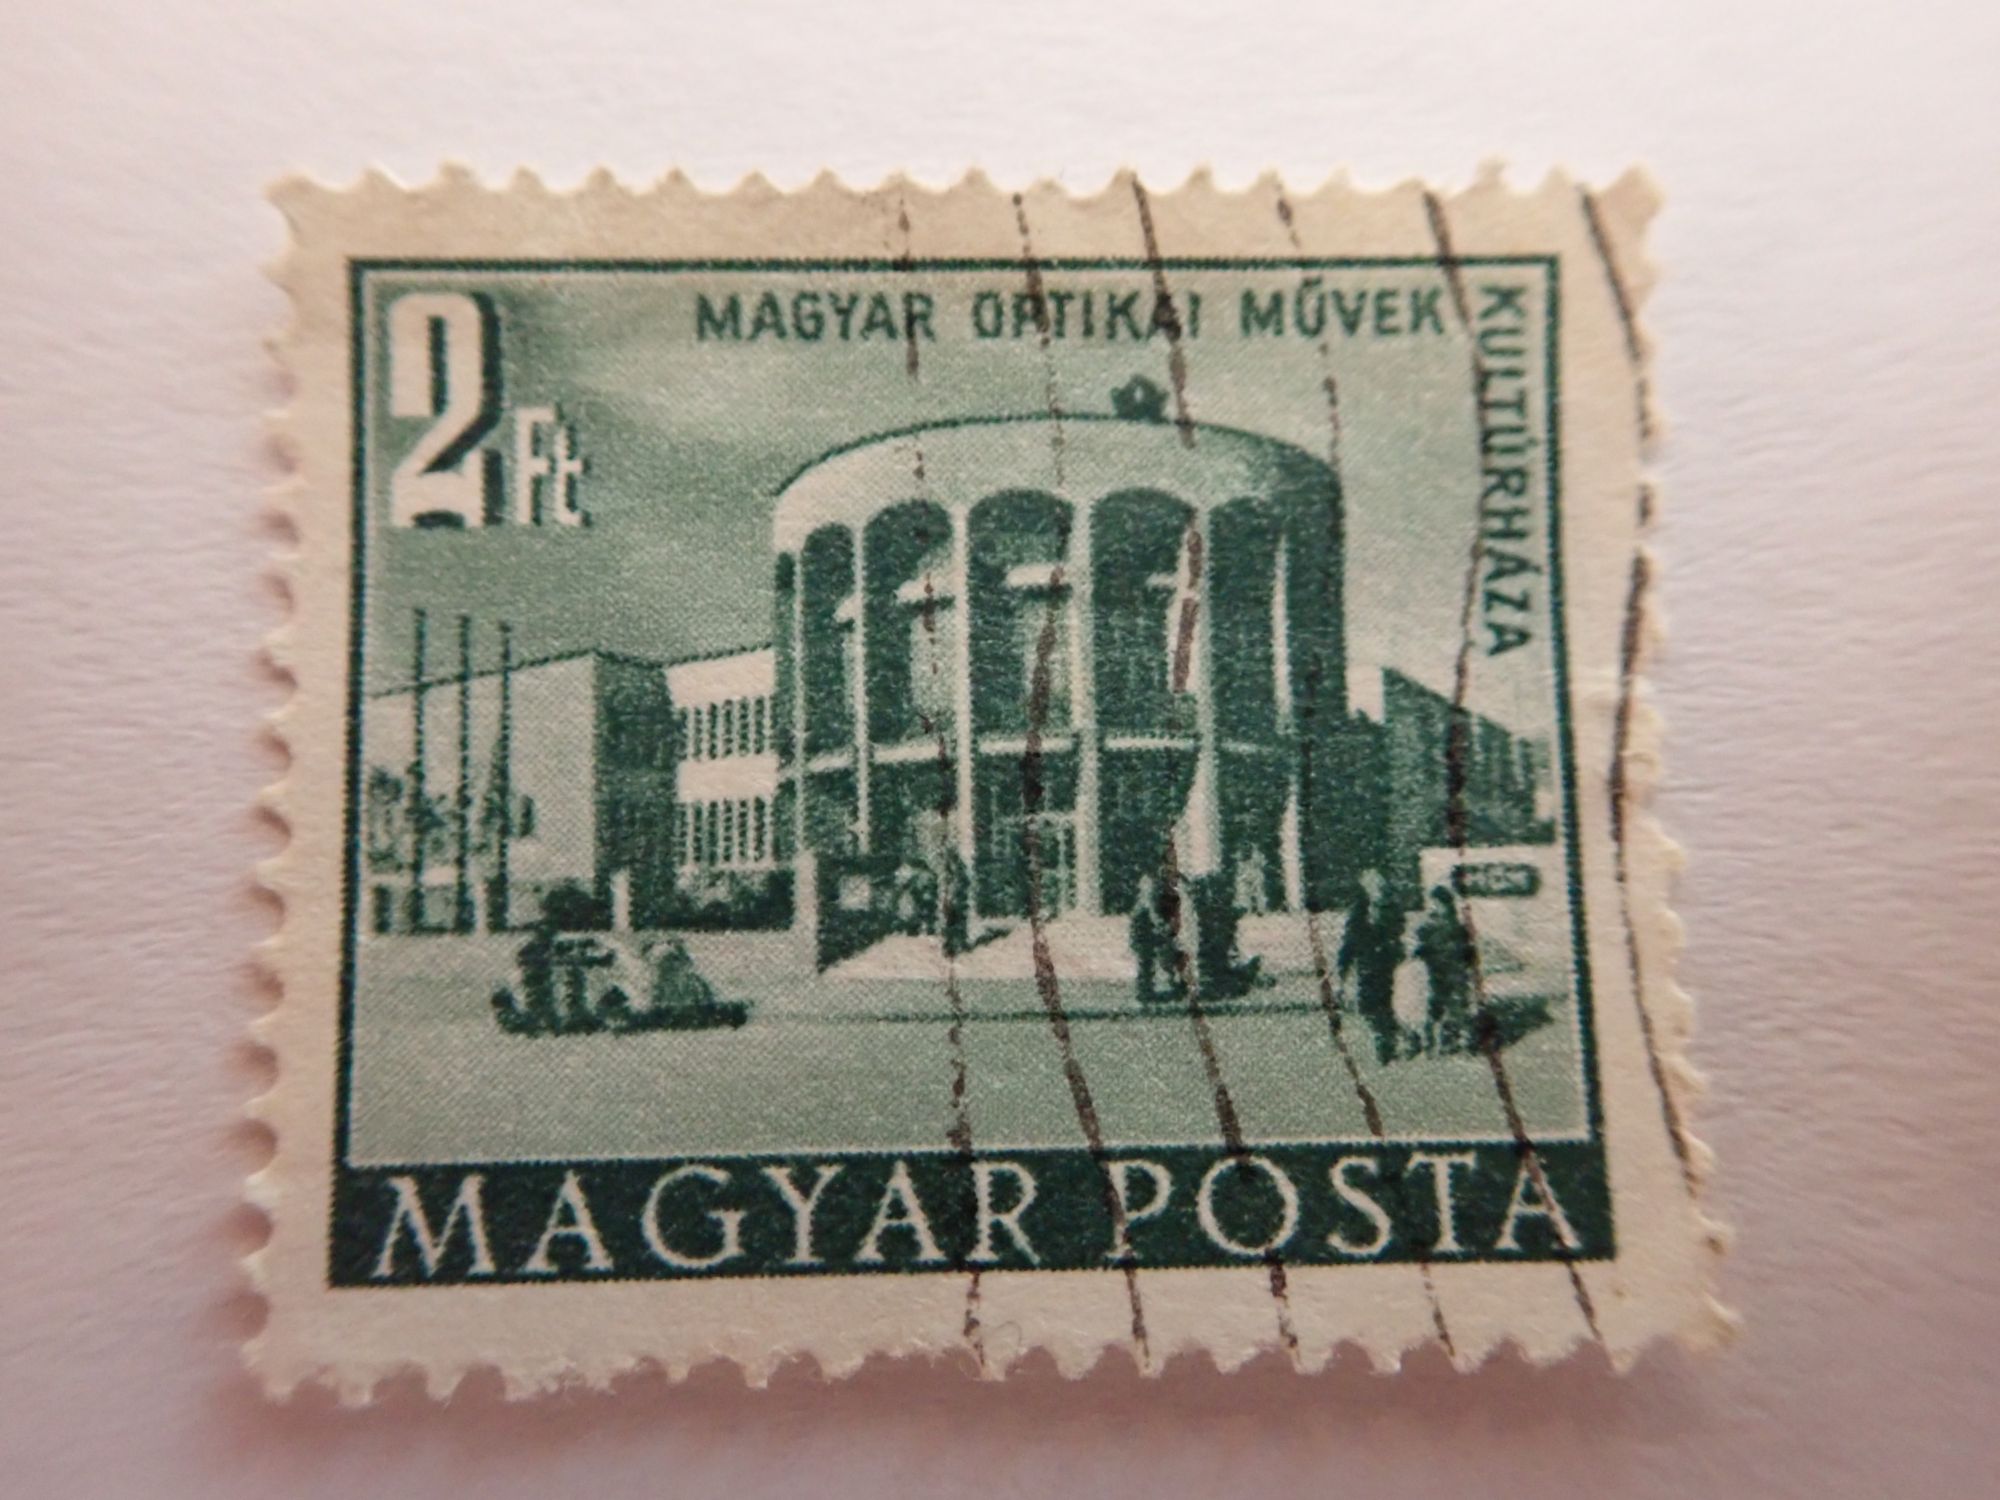 2 Ft
MAGYAR OPTIKAI MŰVEK
KULTÚRHÁZA
MAGYAR POSTA